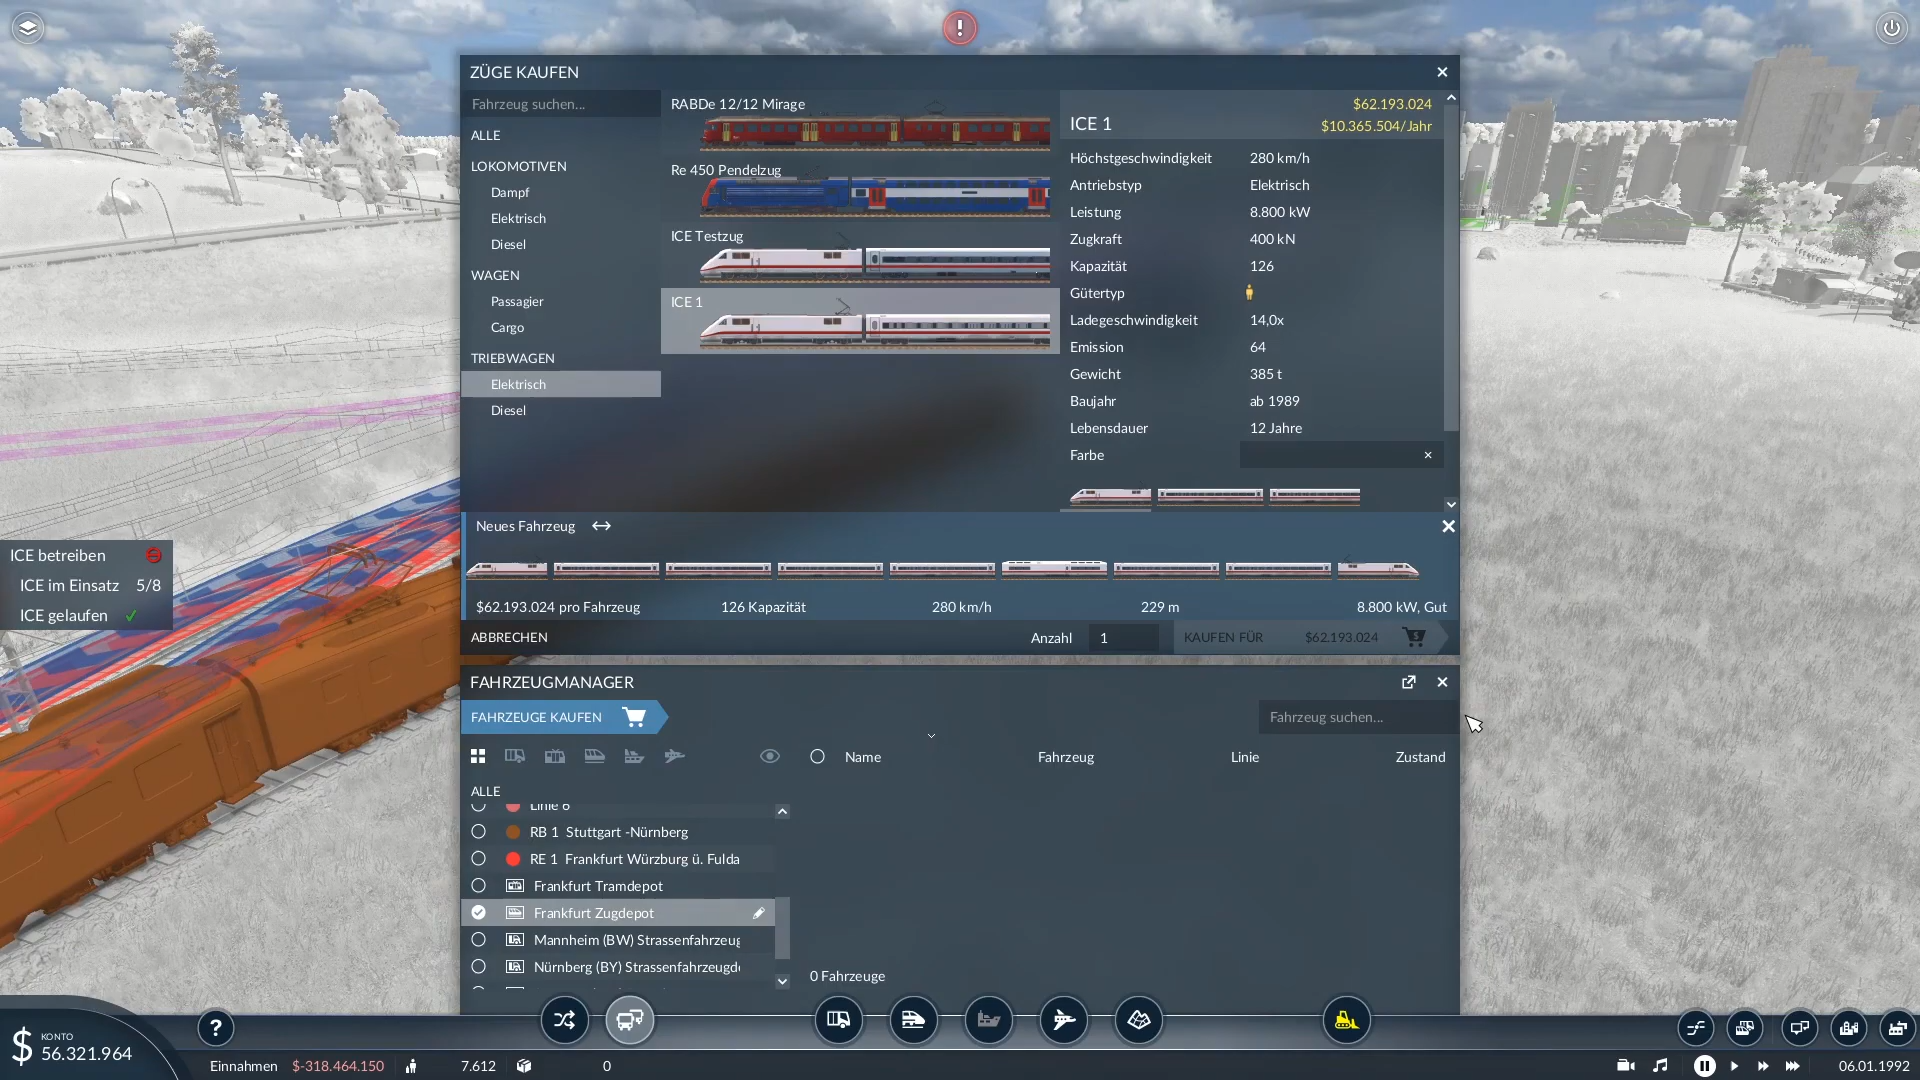 ZÜGE KAUFEN
Fahrzeug suchen...
ALLE
LOKOMOTIVEN
Dampf
Elektrisch
Diesel
WAGEN
Passagier
Cargo
TRIEBWAGEN
Elektrisch
Diesel
RABDe 12/12 Mirage
Re 450 Pendelzug
ICE Testzug
ICE 1
ICE 1
$62.193.024
$10.365.504/Jahr
Höchstgeschwindigkeit 280 km/h
Antriebstyp Elektrisch
Leistung 8.800 kW
Zugkraft 400 kN
Kapazität 126
Gütertyp
Ladegeschwindigkeit 14,0x
Emission 64
Gewicht 385 t
Baujahr ab 1989
Lebensdauer 12 Jahre
Farbe
Neues Fahrzeug
$62.193.024 pro Fahrzeug 126 Kapazität 280 km/h 229 m 8.800 kW, Gut
ABBRECHEN Anzahl 1 KAUFEN FÜR $62.193.024
ICE betreiben
ICE im Einsatz 5/8
ICE gelaufen
FAHRZEUGMANAGER
FAHRZEUGE KAUFEN
Fahrzeug suchen...
Name Fahrzeug Linie Zustand
ALLE
Linie 6
RB 1 Stuttgart -Nürnberg
RE 1 Frankfurt Würzburg ü. Fulda
Frankfurt Tramdepot
Frankfurt Zugdepot
Mannheim (BW) Strassenfahrzeug
Nürnberg (BY) Strassenfahrzeugd
0 Fahrzeuge
?
KONTO
$ 56.321.964
Einnahmen $-318.464.150 7.612 0
06.01.1992